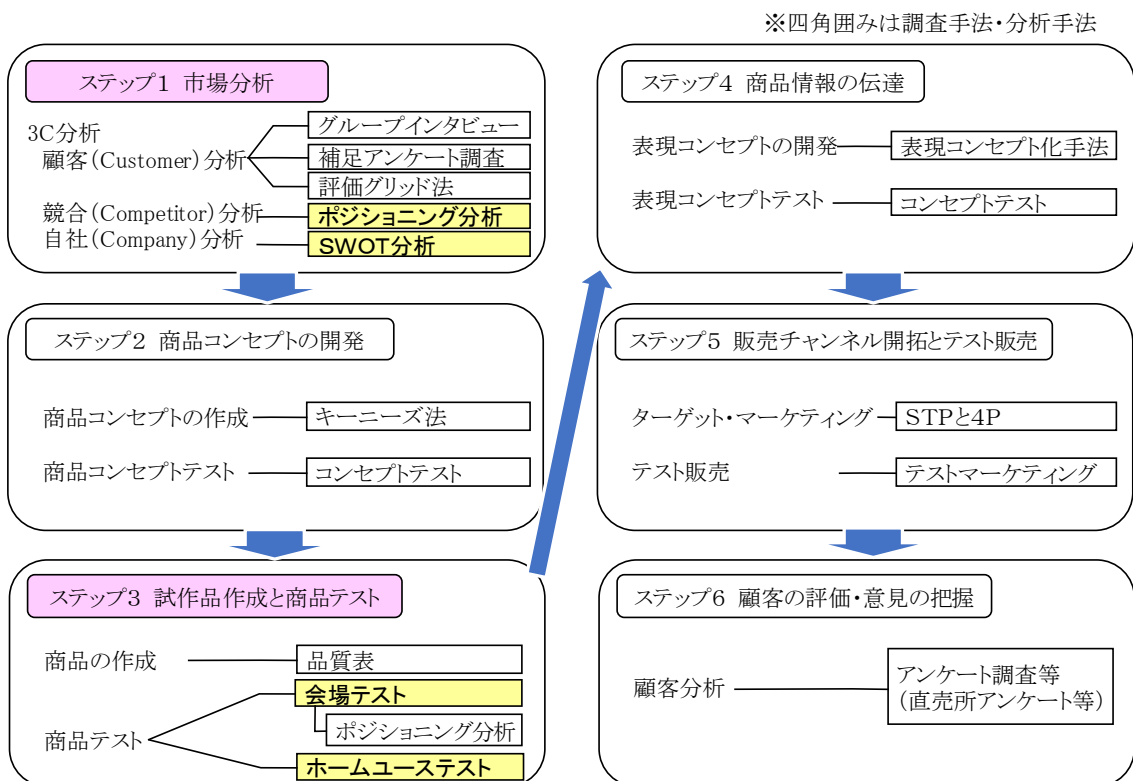 ※四角囲みは調査手法・分析手法
ステップ1 市場分析
3C分析
顧客(Customer)分析
グループインタビュー
補足アンケート調査
評価グリッド法
競合(Competitor)分析
ポジショニング分析
自社(Company)分析
SWOT分析
ステップ2 商品コンセプトの開発
商品コンセプトの作成
キーニーズ法
商品コンセプトテスト
コンセプトテスト
ステップ3 試作品作成と商品テスト
商品の作成
品質表
商品テスト
会場テスト
ポジショニング分析
ホームユーステスト
ステップ4 商品情報の伝達
表現コンセプトの開発
表現コンセプト化手法
表現コンセプトテスト
コンセプトテスト
ステップ5 販売チャンネル開拓とテスト販売
ターゲット・マーケティング
STPと4P
テスト販売
テストマーケティング
ステップ6 顧客の評価・意見の把握
顧客分析
アンケート調査等
(直売所アンケート等)